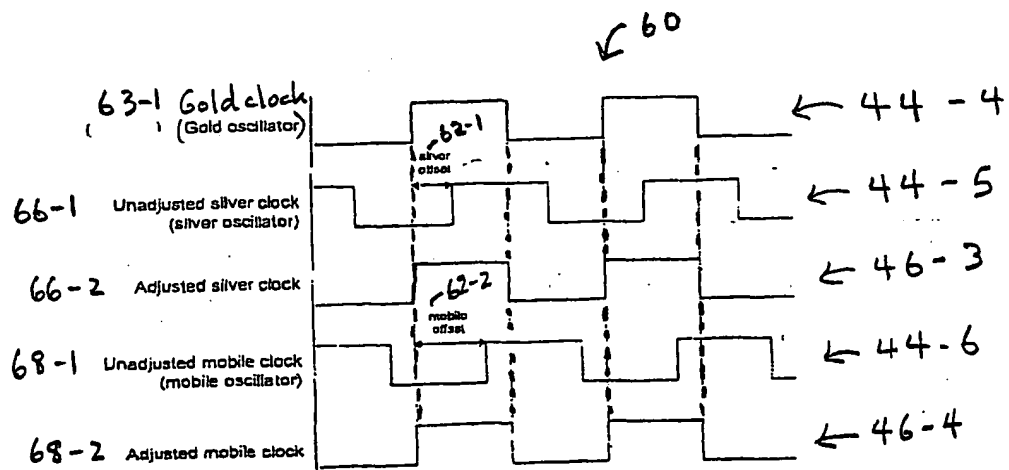 60
63-1 Gold clock
(Gold oscillator)
44-4
62-1
silver
offset
66-1 Unadjusted silver clock
(silver oscillator)
44-5
66-2 Adjusted silver clock
46-3
62-2
mobile
offset
68-1 Unadjusted mobile clock
(mobile oscillator)
44-6
68-2 Adjusted mobile clock
46-4